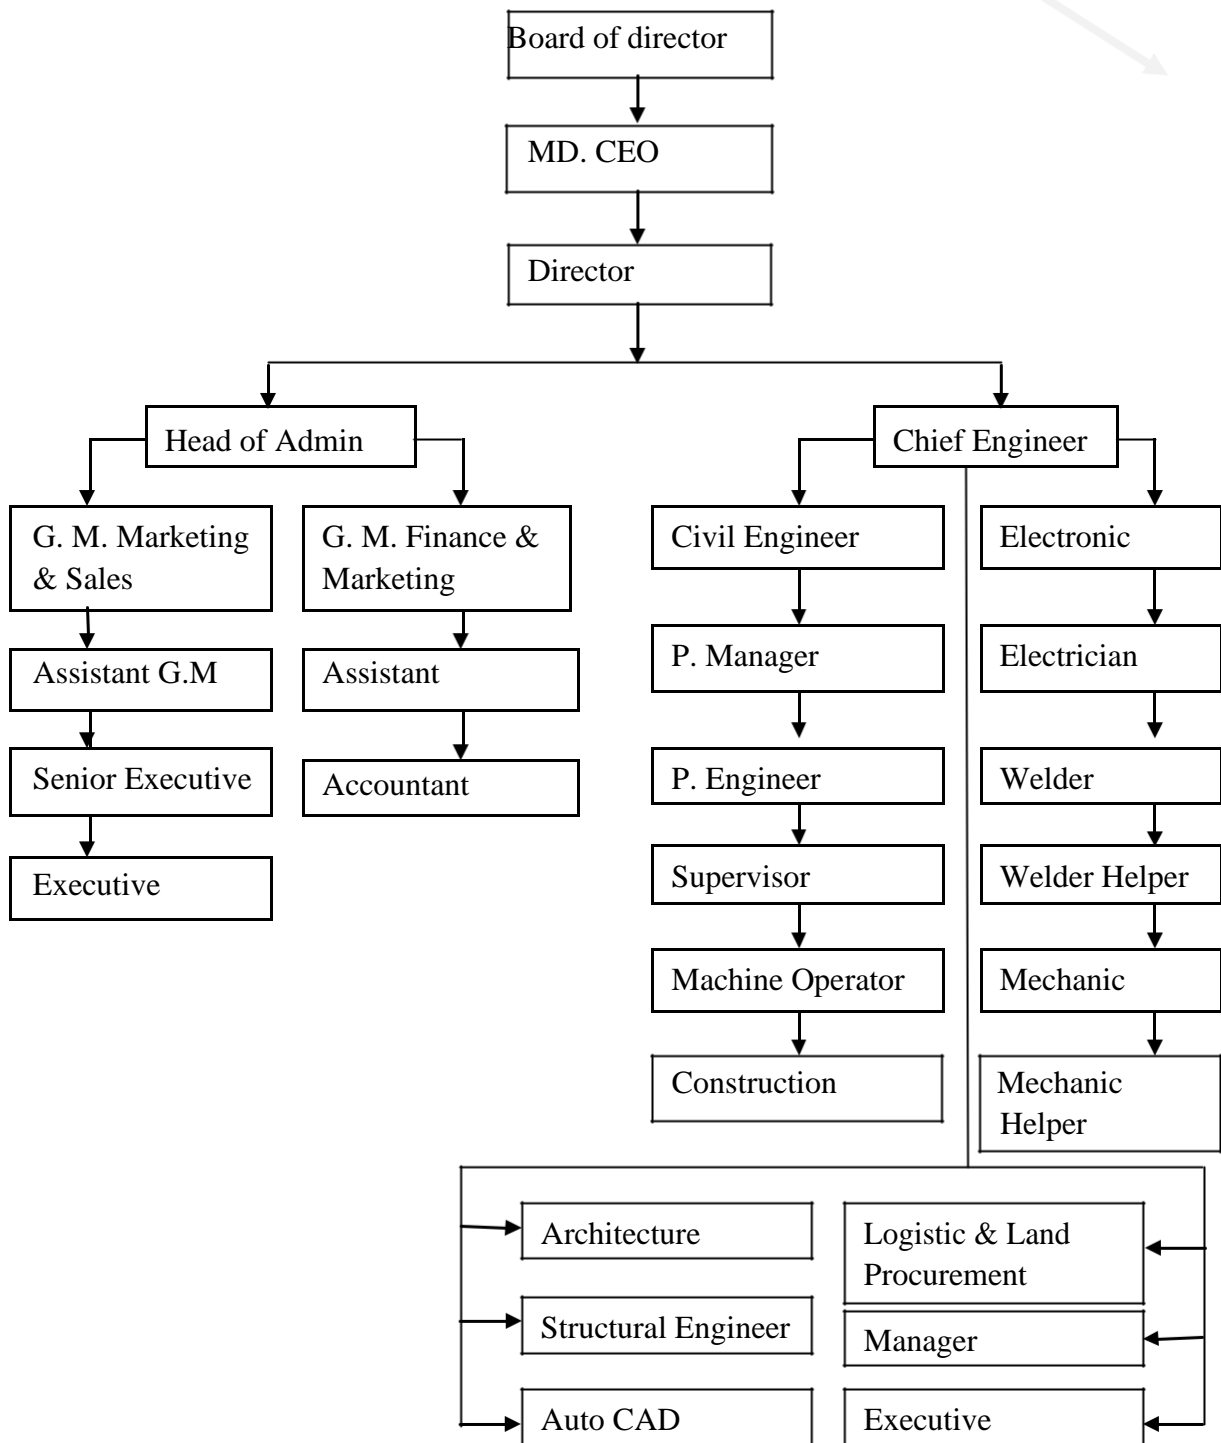 Board of director
MD. CEO
Director
Head of Admin
Chief Engineer
G. M. Marketing
& Sales
G. M. Finance &
Marketing
Civil Engineer
Electronic
Assistant G.M
Assistant
P. Manager
Electrician
Senior Executive
Accountant
P. Engineer
Welder
Executive
Supervisor
Welder Helper
Machine Operator
Mechanic
Construction
Mechanic
Helper
Architecture
Logistic & Land
Procurement
Structural Engineer
Manager
Auto CAD
Executive